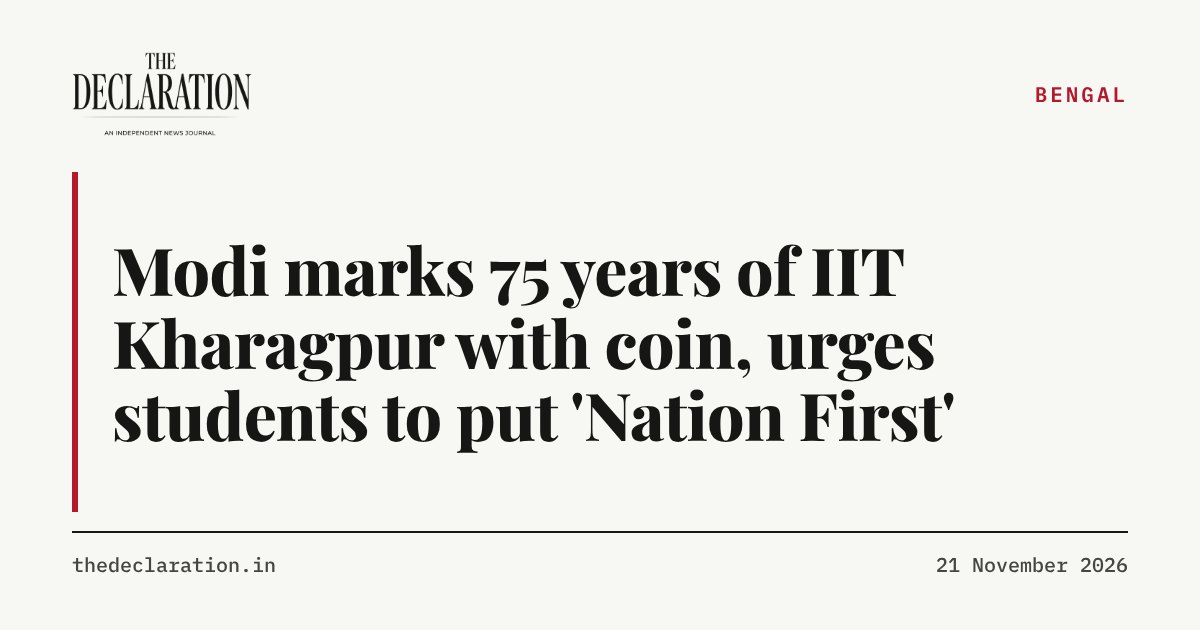 THE
DECLARATION
AN INDEPENDENT NEWS JOURNAL
BENGAL
Modi marks 75 years of IIT
Kharagpur with coin, urges
students to put 'Nation First'
thedeclaration.in
21 November 2026